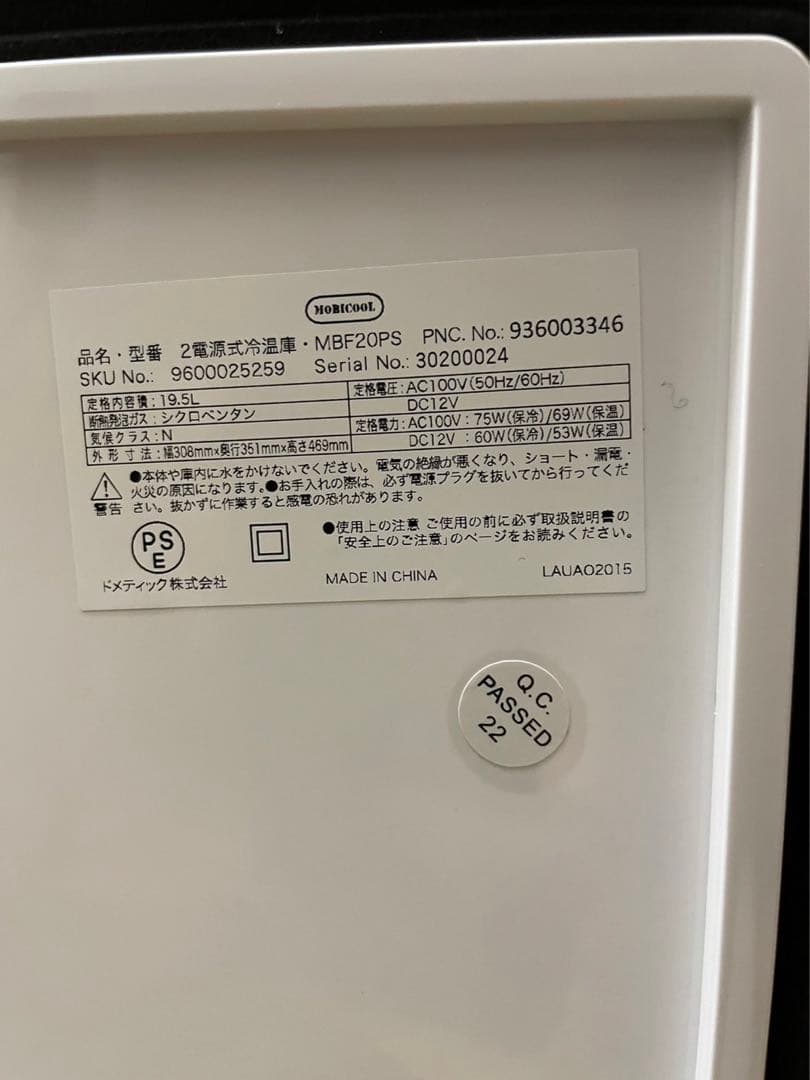 MOBICOOL
品名・型番 2電源式冷温庫・MBF20PS PNC. No.: 936003346
SKU No.: 9600025259 Serial No.: 30200024
定格内容積：19.5L
断熱発泡ガス：シクロペンタン
気候クラス：N
外形寸法：幅308mm×奥行351mm×高さ469mm
定格電圧：AC100V(50Hz/60Hz)
DC12V
定格電力：AC100V：75W(保冷)/69W(保温)
DC12V：60W(保冷)/53W(保温)
警告
●本体や庫内に水をかけないでください。電気の絶縁が悪くなり、ショート・漏電・
火災の原因になります。●お手入れの際は、必ず電源プラグを抜いてから行ってくだ
さい。抜かずに作業すると感電の恐れがあります。
PS
E
ドメティック株式会社
●使用上の注意 ご使用の前に必ず取扱説明書の
「安全上のご注意」のページをお読みください。
MADE IN CHINA
LAUAO2015
Q.C.
PASSED
22